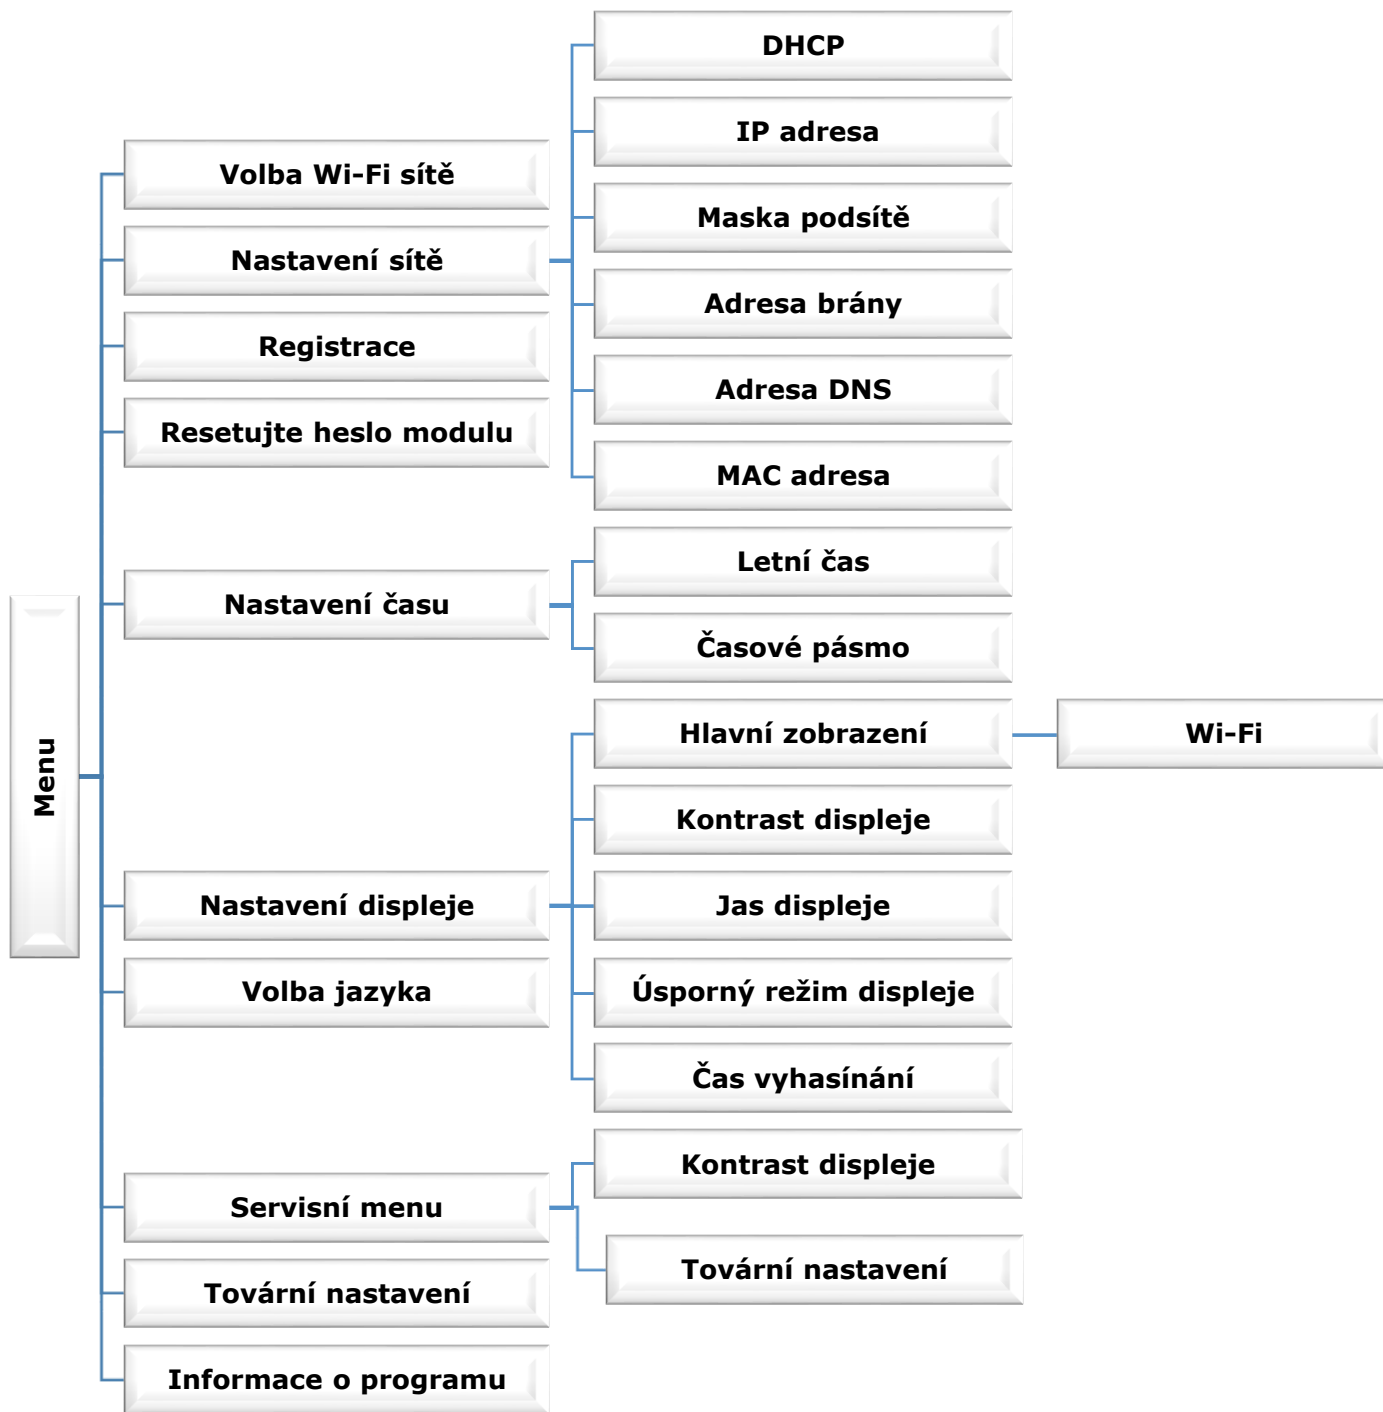 Menu
Volba Wi-Fi sítě
Nastavení sítě
DHCP
IP adresa
Maska podsítě
Adresa brány
Adresa DNS
MAC adresa
Registrace
Resetujte heslo modulu
Nastavení času
Letní čas
Časové pásmo
Nastavení displeje
Hlavní zobrazení
Wi-Fi
Kontrast displeje
Jas displeje
Úsporný režim displeje
Čas vyhasínání
Volba jazyka
Servisní menu
Kontrast displeje
Tovární nastavení
Tovární nastavení
Informace o programu